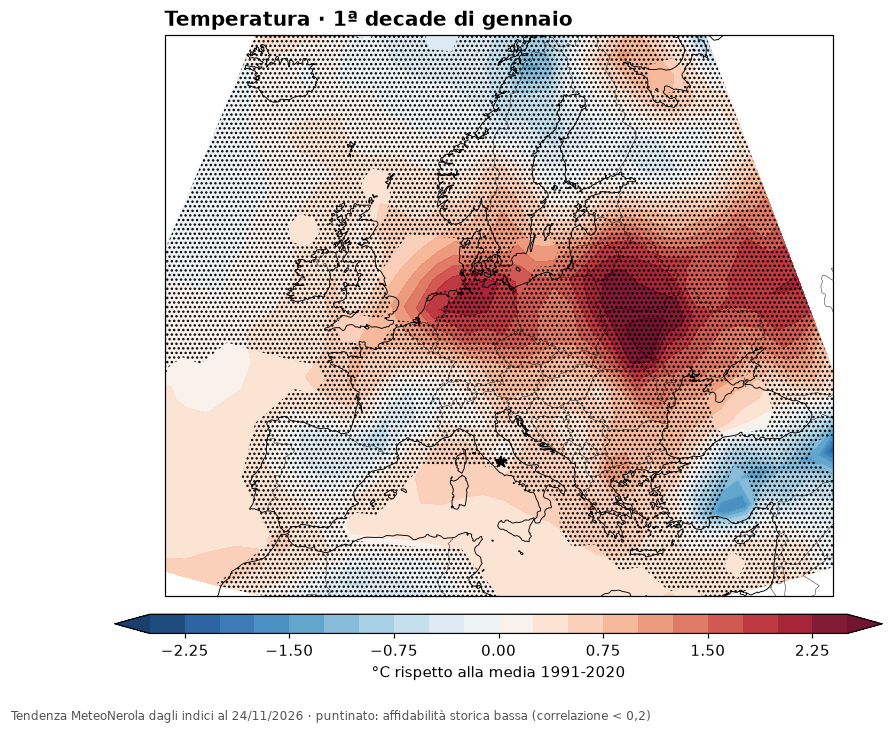 Temperatura · 1ª decade di gennaio
−2.25 −1.50 −0.75 0.00 0.75 1.50 2.25
°C rispetto alla media 1991-2020
Tendenza MeteoNerola dagli indici al 24/11/2026 · puntinato: affidabilità storica bassa (correlazione < 0,2)